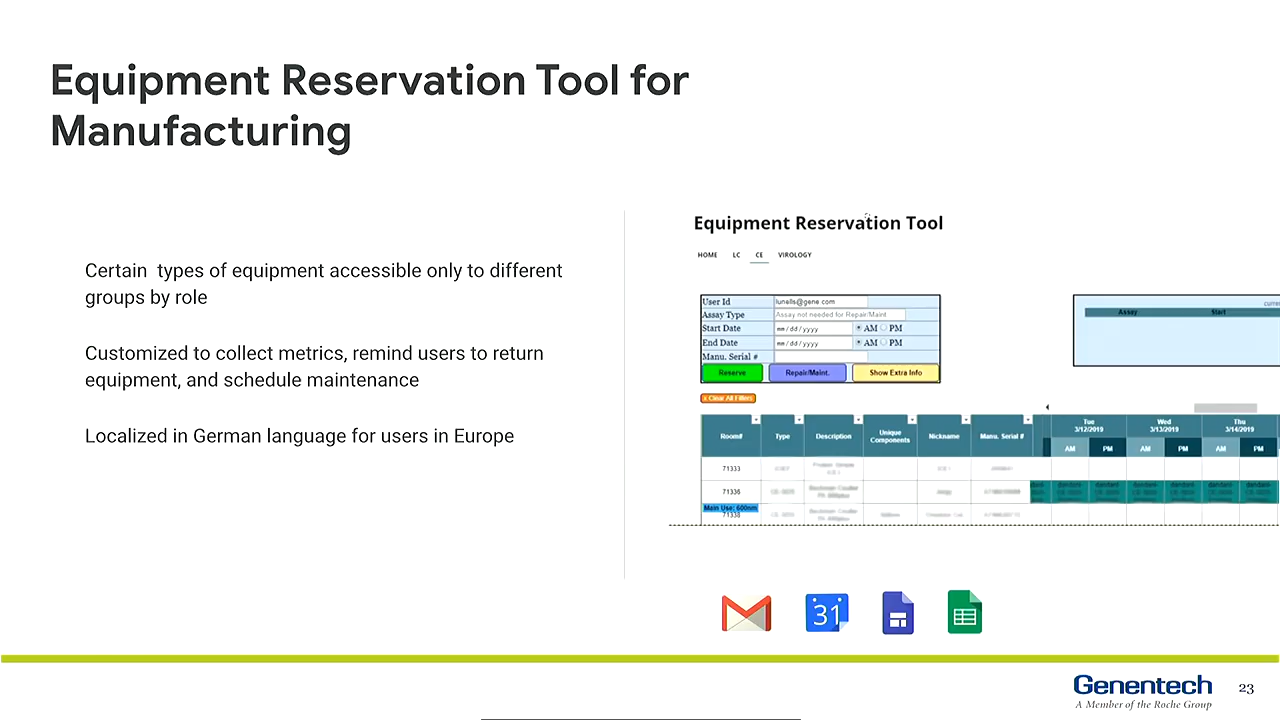 Equipment Reservation Tool for
Manufacturing
Certain types of equipment accessible only to different
groups by role
Customized to collect metrics, remind users to return
equipment, and schedule maintenance
Localized in German language for users in Europe
Equipment Reservation Tool
HOME LC CE VIROLOGY
User Id lunells@gene.com
Assay Type Assay not needed for Repair/Maint
Start Date mm/dd/yyyy AM PM
End Date mm/dd/yyyy AM PM
Manu. Serial #
Reserve Repair/Maint. Show Extra Info
Assay Start
x Clear All Filters
Room# Type Description Unique Components Nickname Manu. Serial # Tue 3/12/2019 Wed 3/13/2019 Thu 3/14/2019
AM PM AM PM AM PM
71333
71336
Main Use: 600nm
71338
31
Genentech
A Member of the Roche Group
23